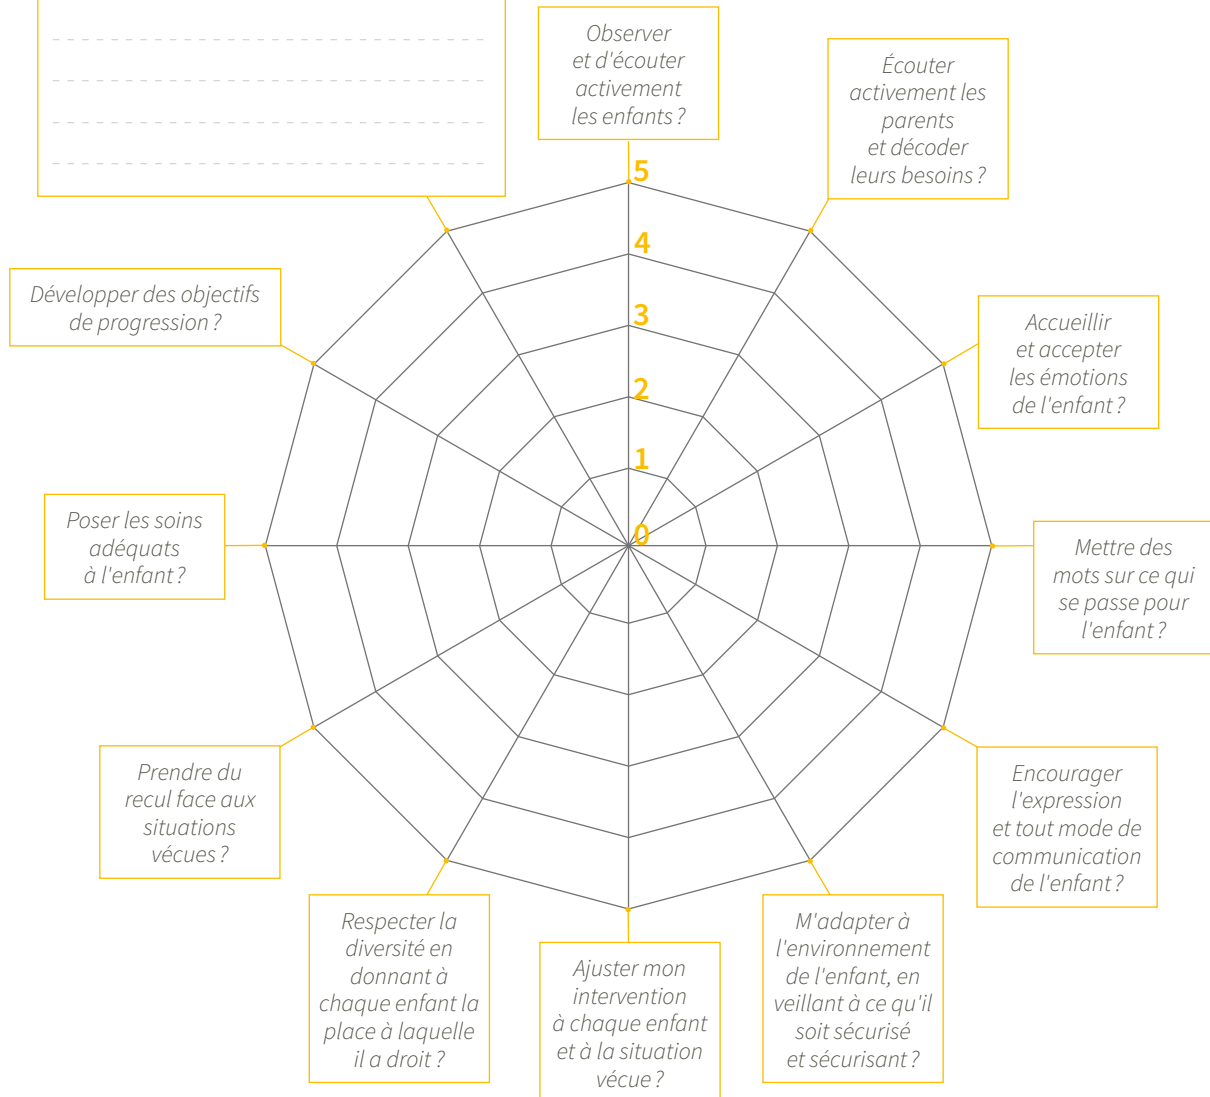 Observer
et d'écouter
activement
les enfants ?
Écouter
activement les
parents
et décoder
leurs besoins ?
5
4
3
2
1
0
Développer des objectifs
de progression ?
Accueillir
et accepter
les émotions
de l'enfant ?
Poser les soins
adéquats
à l'enfant ?
Mettre des
mots sur ce qui
se passe pour
l'enfant ?
Prendre du
recul face aux
situations
vécues ?
Encourager
l'expression
et tout mode de
communication
de l'enfant ?
Respecter la
diversité en
donnant à
chaque enfant la
place à laquelle
il a droit ?
Ajuster mon
intervention
à chaque enfant
et à la situation
vécue ?
M'adapter à
l'environnement
de l'enfant, en
veillant à ce qu'il
soit sécurisé
et sécurisant ?